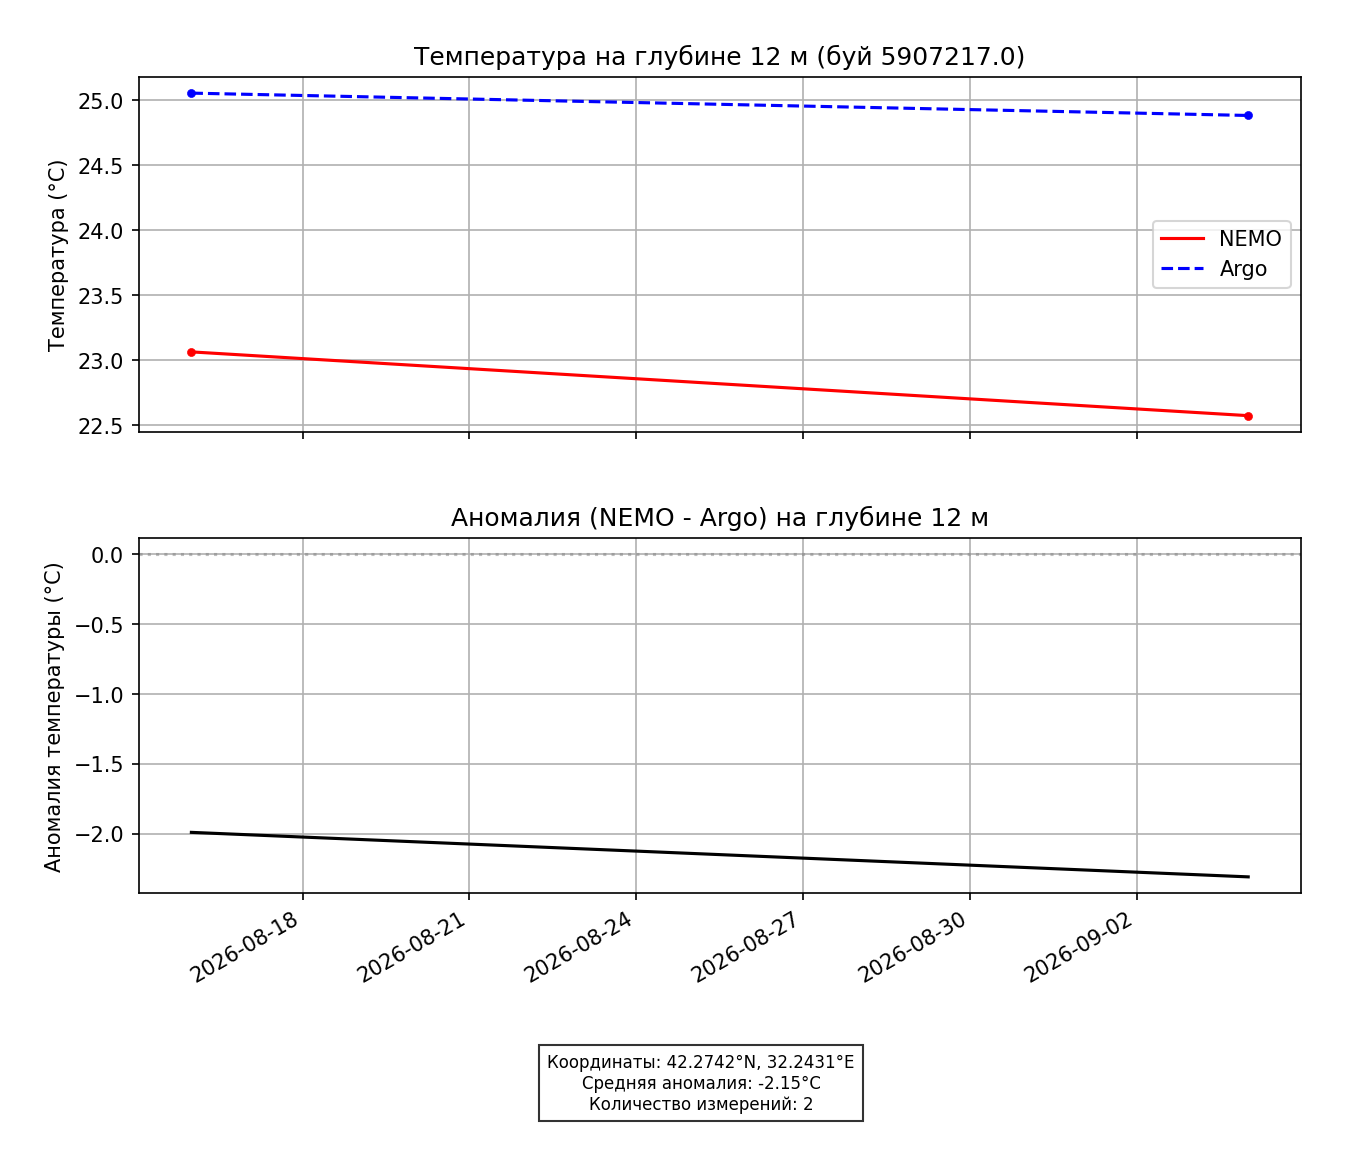 Температура на глубине 12 м (буй 5907217.0)
Температура (°C)
25.0
24.5
24.0
23.5
23.0
22.5
NEMO
Argo
Аномалия (NEMO - Argo) на глубине 12 м
Аномалия температуры (°C)
0.0
−0.5
−1.0
−1.5
−2.0
2026-08-18
2026-08-21
2026-08-24
2026-08-27
2026-08-30
2026-09-02
Координаты: 42.2742°N, 32.2431°E
Средняя аномалия: -2.15°C
Количество измерений: 2